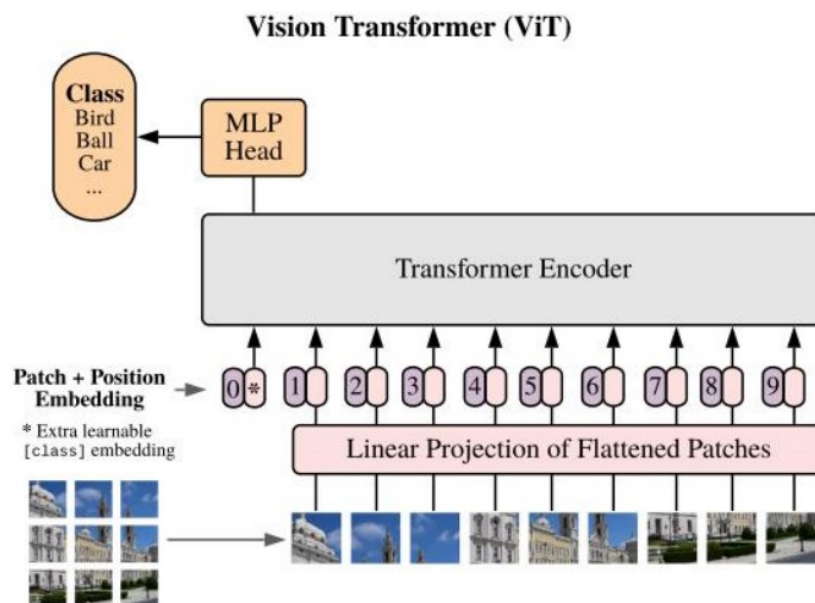 Vision Transformer (ViT)
Class
Bird
Ball
Car
...
MLP
Head
Transformer Encoder
Patch + Position
Embedding
* Extra learnable
[class] embedding
0 * 1 2 3 4 5 6 7 8 9
Linear Projection of Flattened Patches